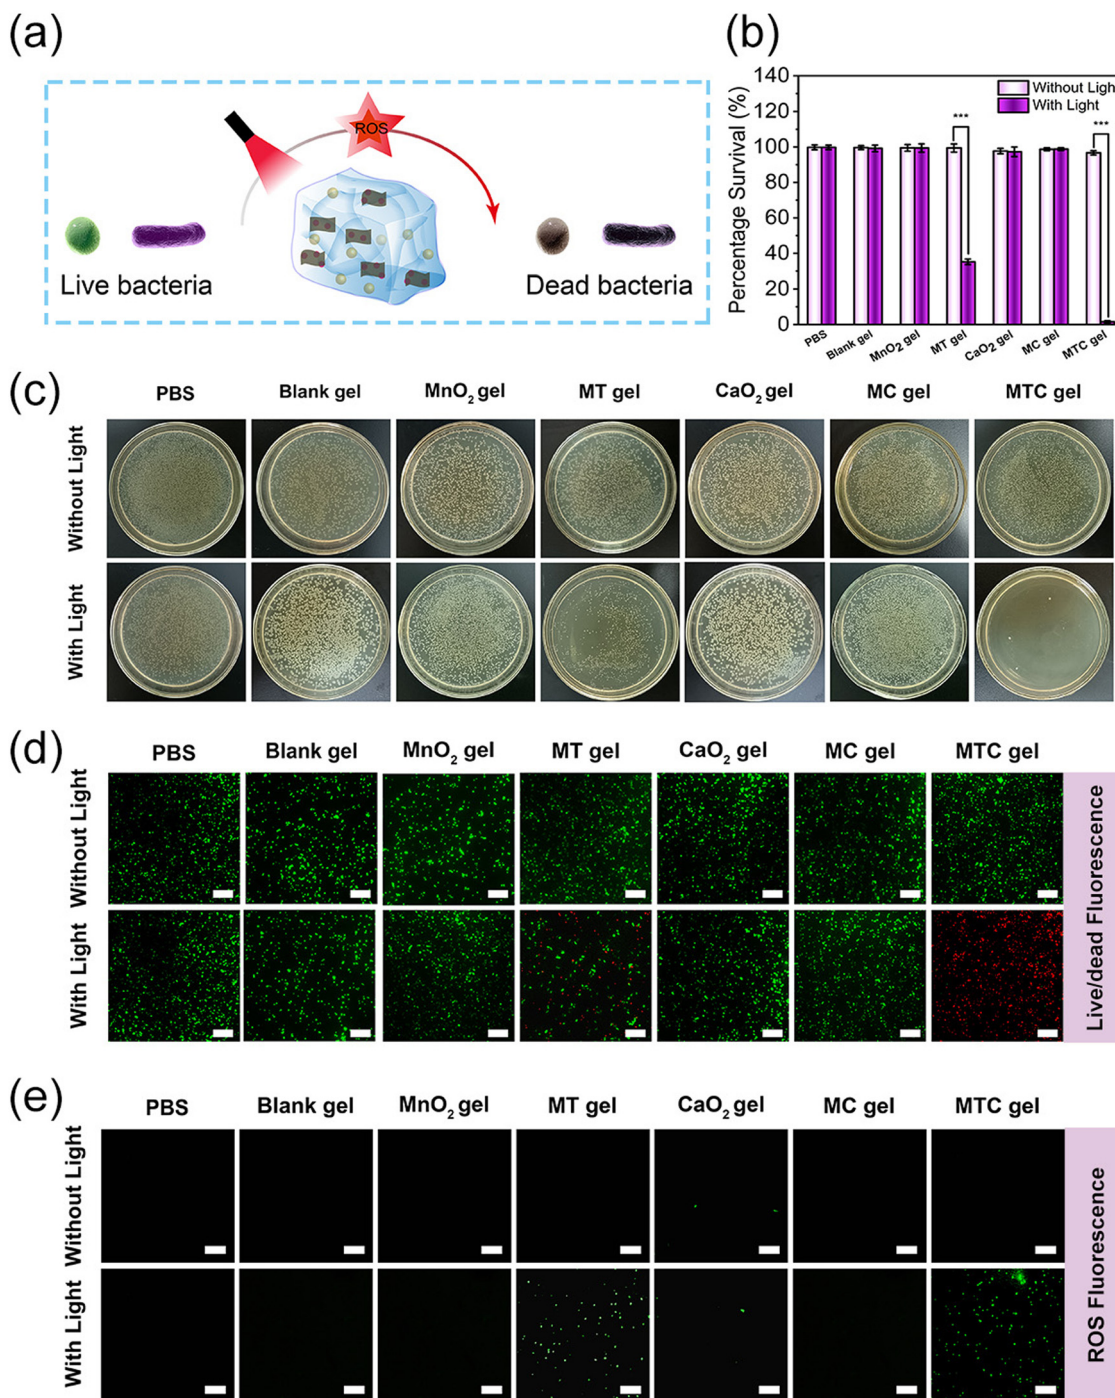 (a)
ROS
Live bacteria
Dead bacteria
(b)
Percentage Survival (%)
140
120
100
80
60
40
20
0
Without Light
With Light
***
***
PBS
Blank gel
MnO₂ gel
MT gel
CaO₂ gel
MC gel
MTC gel
(c)
PBS
Blank gel
MnO₂ gel
MT gel
CaO₂ gel
MC gel
MTC gel
Without Light
With Light
(d)
PBS
Blank gel
MnO₂ gel
MT gel
CaO₂ gel
MC gel
MTC gel
Without Light
With Light
Live/dead Fluorescence
(e)
PBS
Blank gel
MnO₂ gel
MT gel
CaO₂ gel
MC gel
MTC gel
Without Light
With Light
ROS Fluorescence